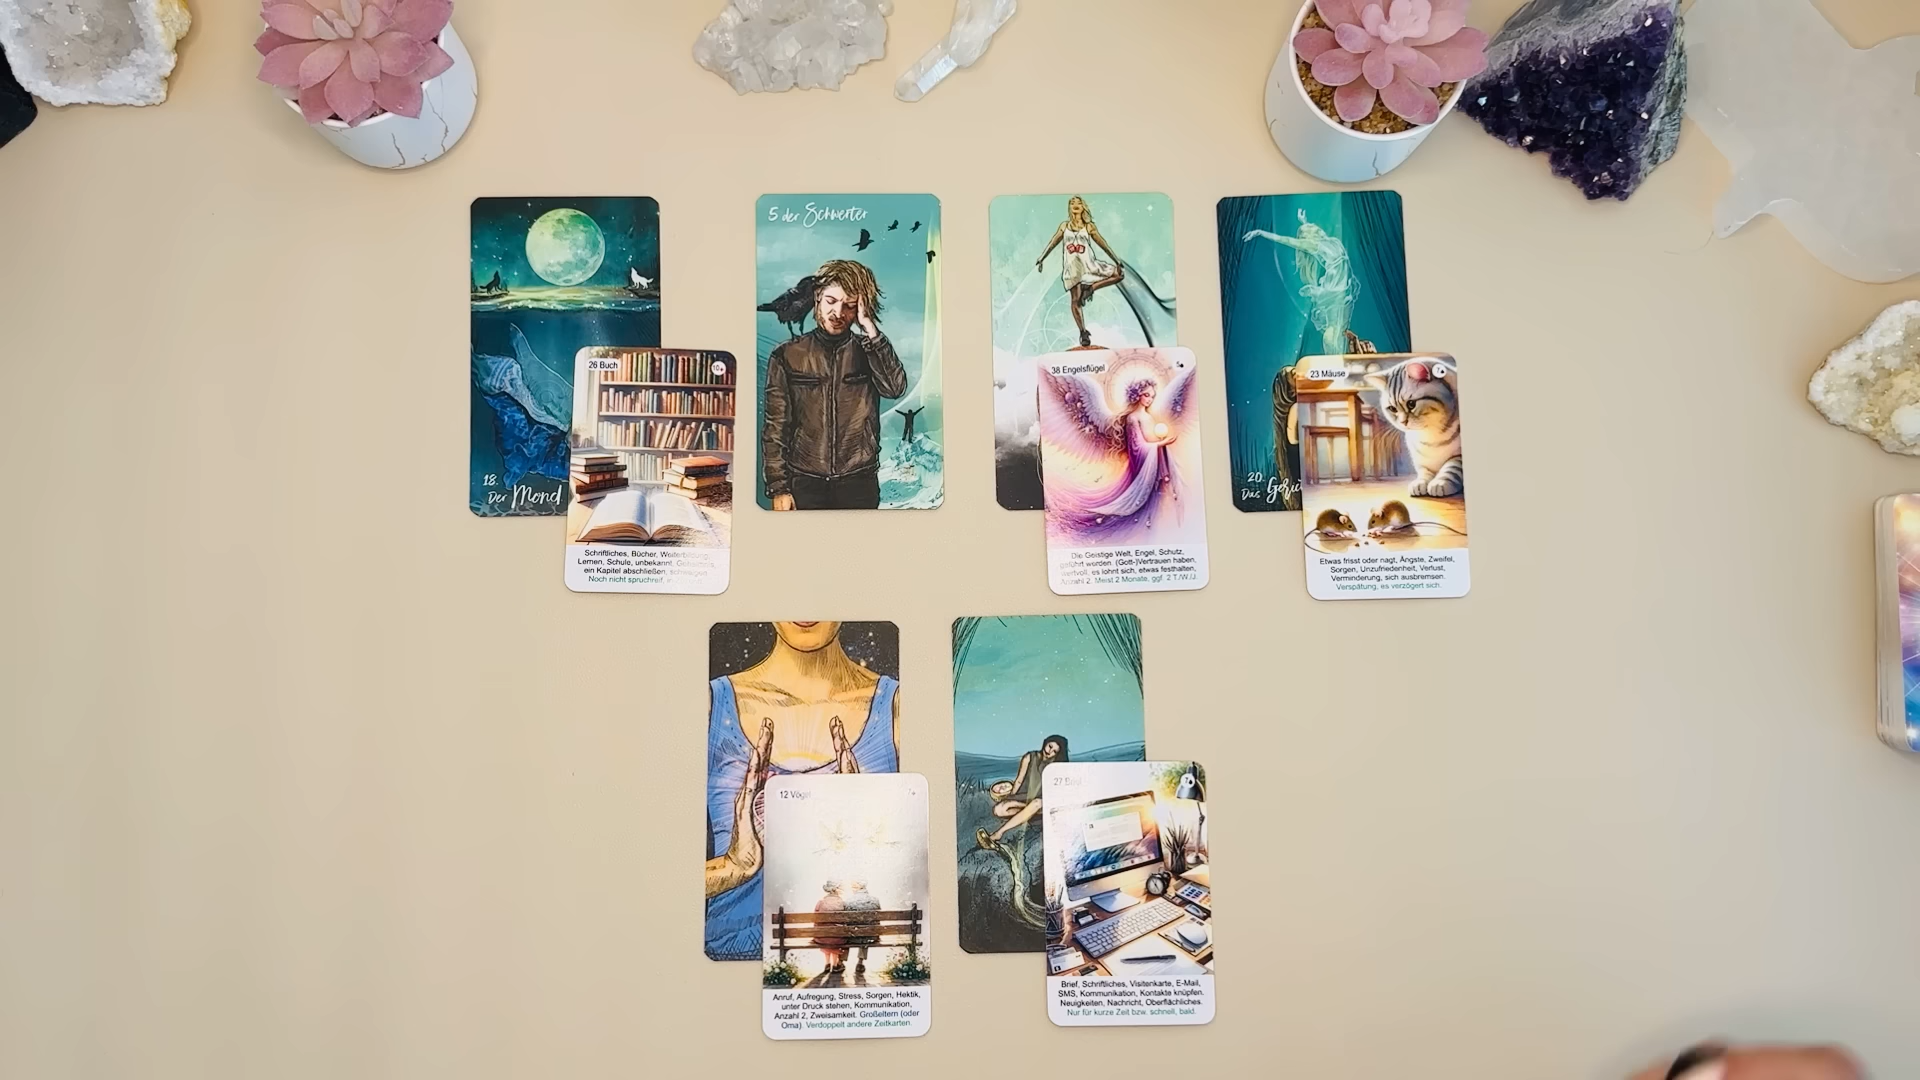 18.
Der Mond
26 Buch
10
Schriftliches, Bücher, Weiterbildung,
Lernen, Schule, unbekannt,
ein Kapitel abschließen,
Noch nicht spruchreif,
5 der Schwerter
38 Engelsflügel
Die Geistige Welt, Engel, Schutz,
geführt werden. (Gott-)Vertrauen haben,
wertvoll, es lohnt sich, etwas festhalten,
Anzahl 2. Meist 2 Monate, ggf. 2 T./W./J.
20.
Das
23 Mäuse
7
Etwas frisst oder nagt, Ängste, Zweifel,
Sorgen, Unzufriedenheit, Verlust,
Verminderung, sich ausbremsen.
Verspätung, es verzögert sich.
12 Vögel
Anruf, Aufregung, Stress, Sorgen, Hektik,
unter Druck stehen, Kommunikation,
Anzahl 2, Zweisamkeit. Großeltern (oder
Oma). Verdoppelt andere Zeitkarten.
27 Brief
7
Brief, Schriftliches, Visitenkarte, E-Mail,
SMS, Kommunikation, Kontakte knüpfen.
Neuigkeiten, Nachricht, Oberflächliches.
Nur für kurze Zeit bzw. schnell, bald.